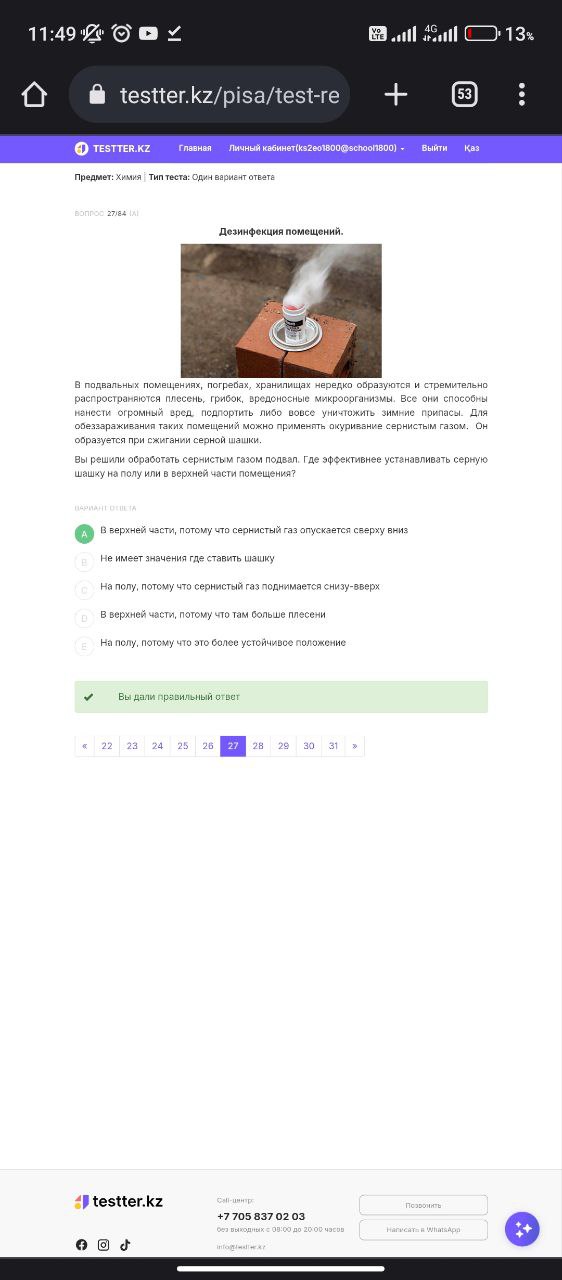 11:49
Vo
LTE
4G
13%
testter.kz/pisa/test-re
53
TESTTER.KZ
Главная
Личный кабинет(ks2eo1800@school1800)
Выйти
Қаз
Предмет: Химия | Тип теста: Один вариант ответа
ВОПРОС 27/84 (A)
Дезинфекция помещений.
В подвальных помещениях, погребах, хранилищах нередко образуются и стремительно
распространяются плесень, грибок, вредоносные микроорганизмы. Все они способны
нанести огромный вред, подпортить либо вовсе уничтожить зимние припасы. Для
обеззараживания таких помещений можно применять окуривание сернистым газом. Он
образуется при сжигании серной шашки.
Вы решили обработать сернистым газом подвал. Где эффективнее устанавливать серную
шашку на полу или в верхней части помещения?
ВАРИАНТ ОТВЕТА
A В верхней части, потому что сернистый газ опускается сверху вниз
B Не имеет значения где ставить шашку
C На полу, потому что сернистый газ поднимается снизу-вверх
D В верхней части, потому что там больше плесени
E На полу, потому что это более устойчивое положение
Вы дали правильный ответ
« 22 23 24 25 26 27 28 29 30 31 »
testter.kz
Call-центр:
+7 705 837 02 03
без выходных с 08:00 до 20:00 часов
info@testter.kz
Позвонить
Написать в WhatsApp